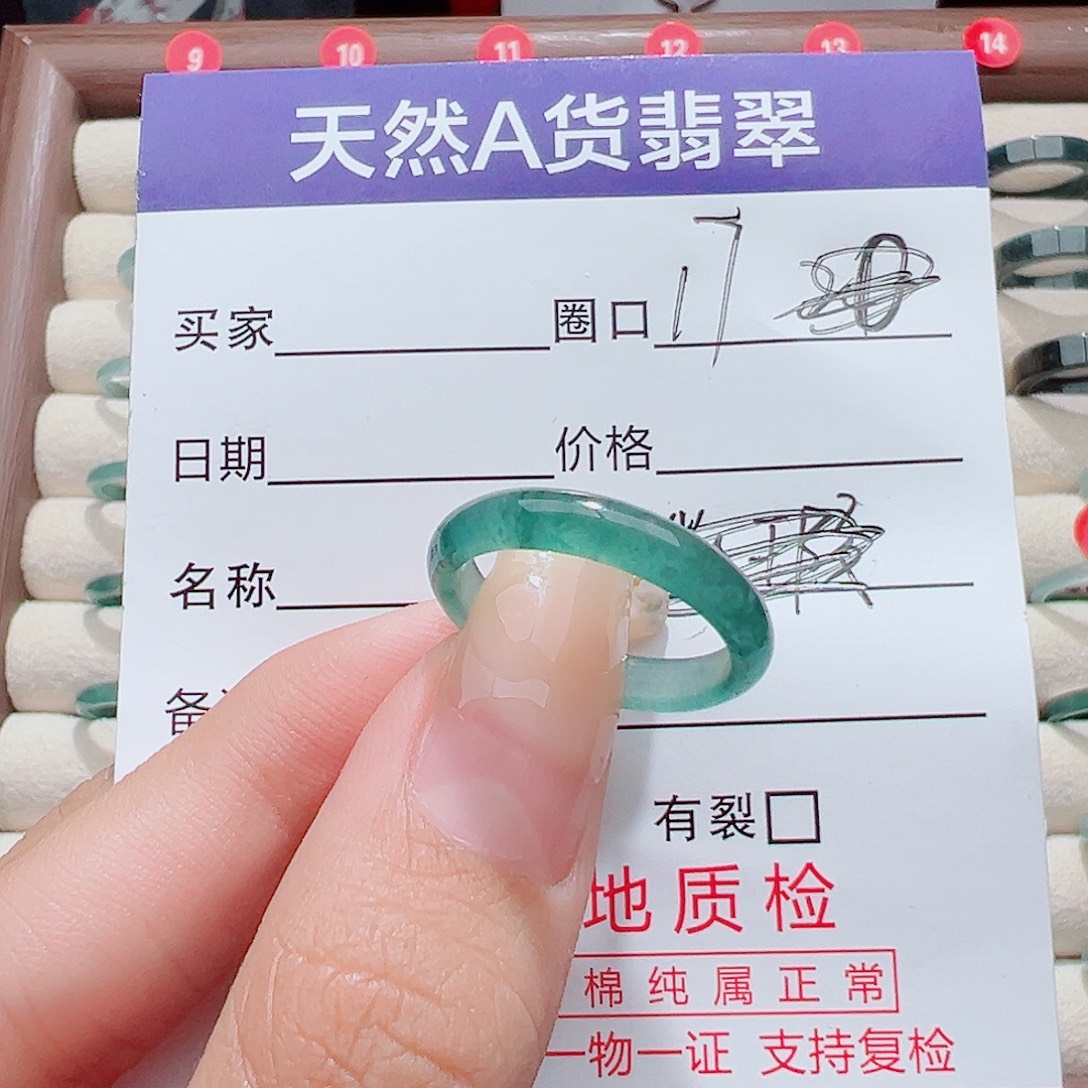 9 10 11 12 13 14
天然A货翡翠
买家 圈口 17
日期 价格
名称
备
有裂
地质检
棉纯属正常
一物一证 支持复检